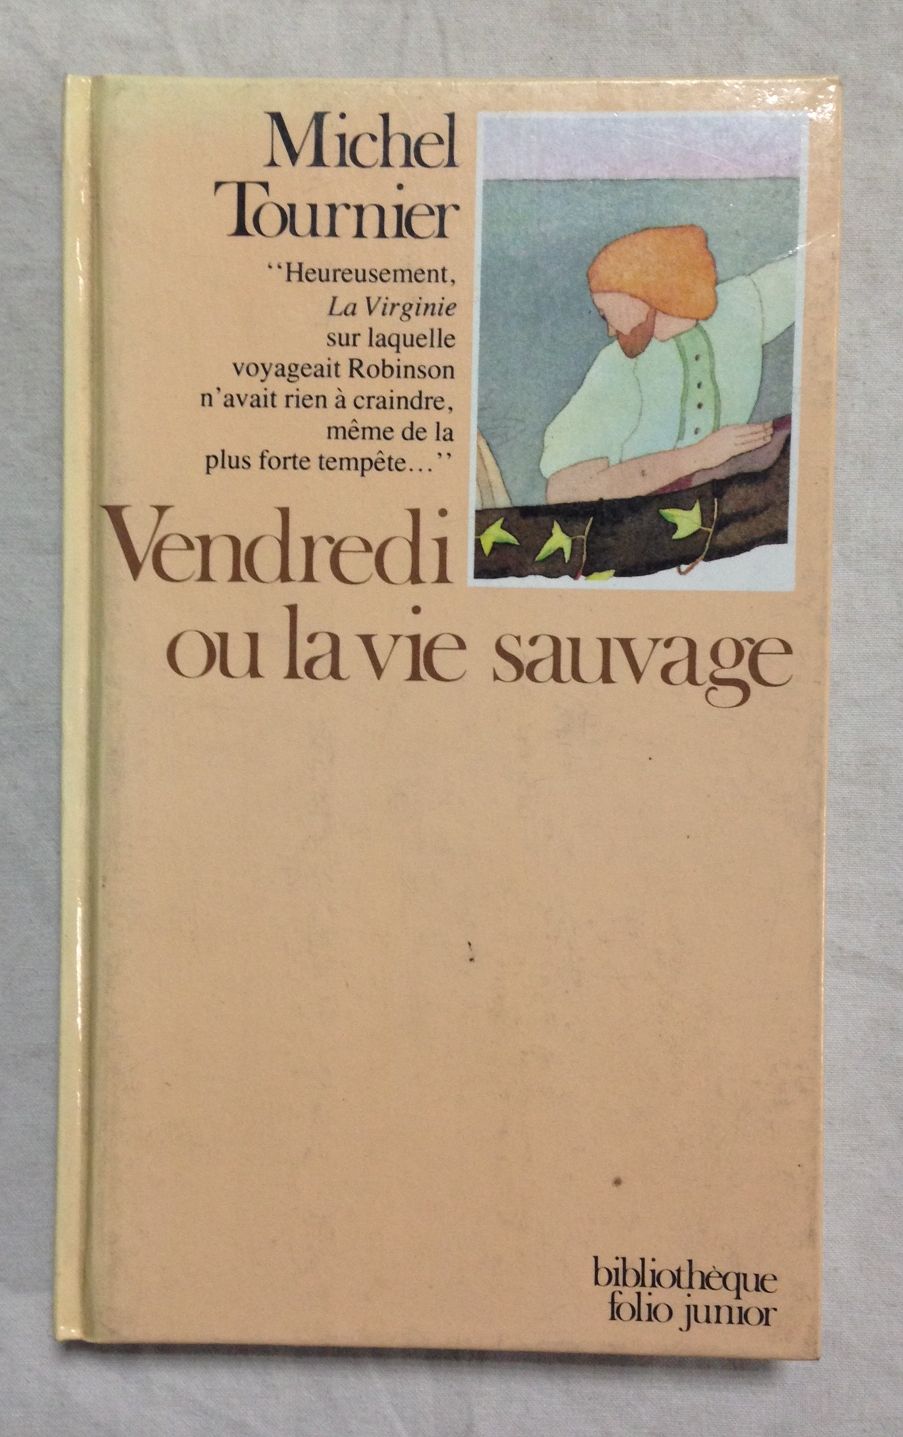 Michel
Tournier
‘‘Heureusement,
La Virginie
sur laquelle
voyageait Robinson
n’avait rien à craindre,
même de la
plus forte tempête...’’
Vendredi
ou la vie sauvage
bibliothèque
folio junior